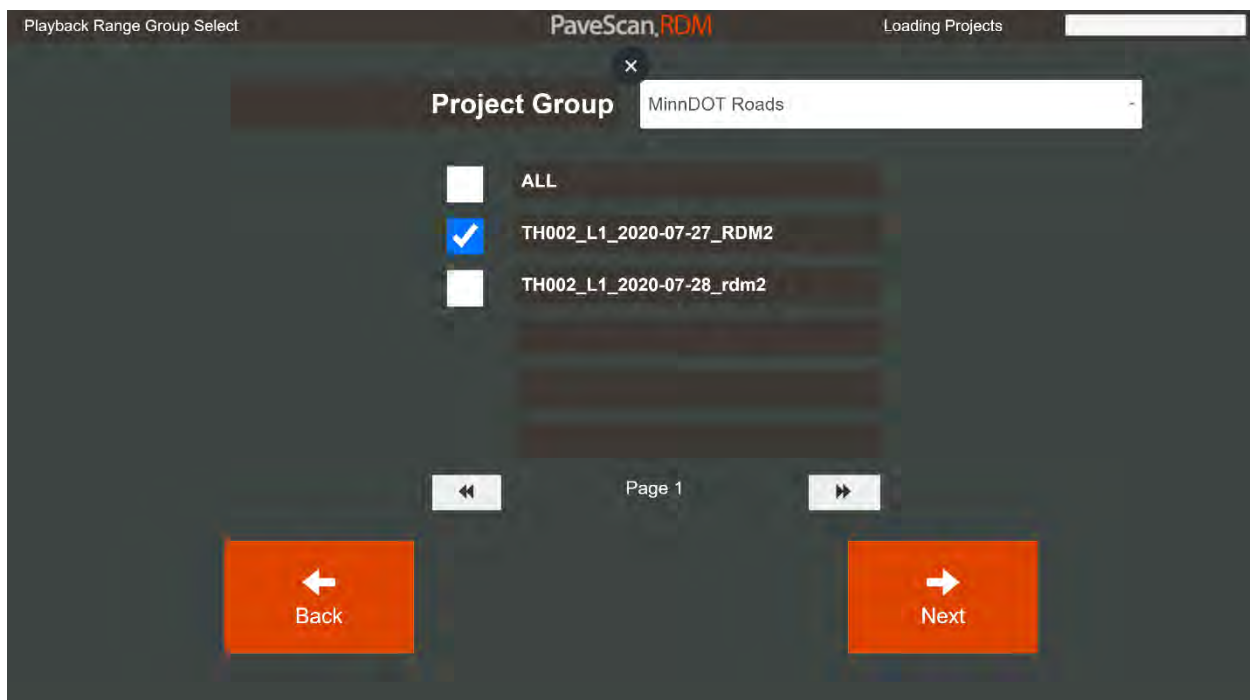 Playback Range Group Select
PaveScan.RDM
Loading Projects
Project Group
MinnDOT Roads
ALL
TH002_L1_2020-07-27_RDM2
TH002_L1_2020-07-28_rdm2
Page 1
Back
Next